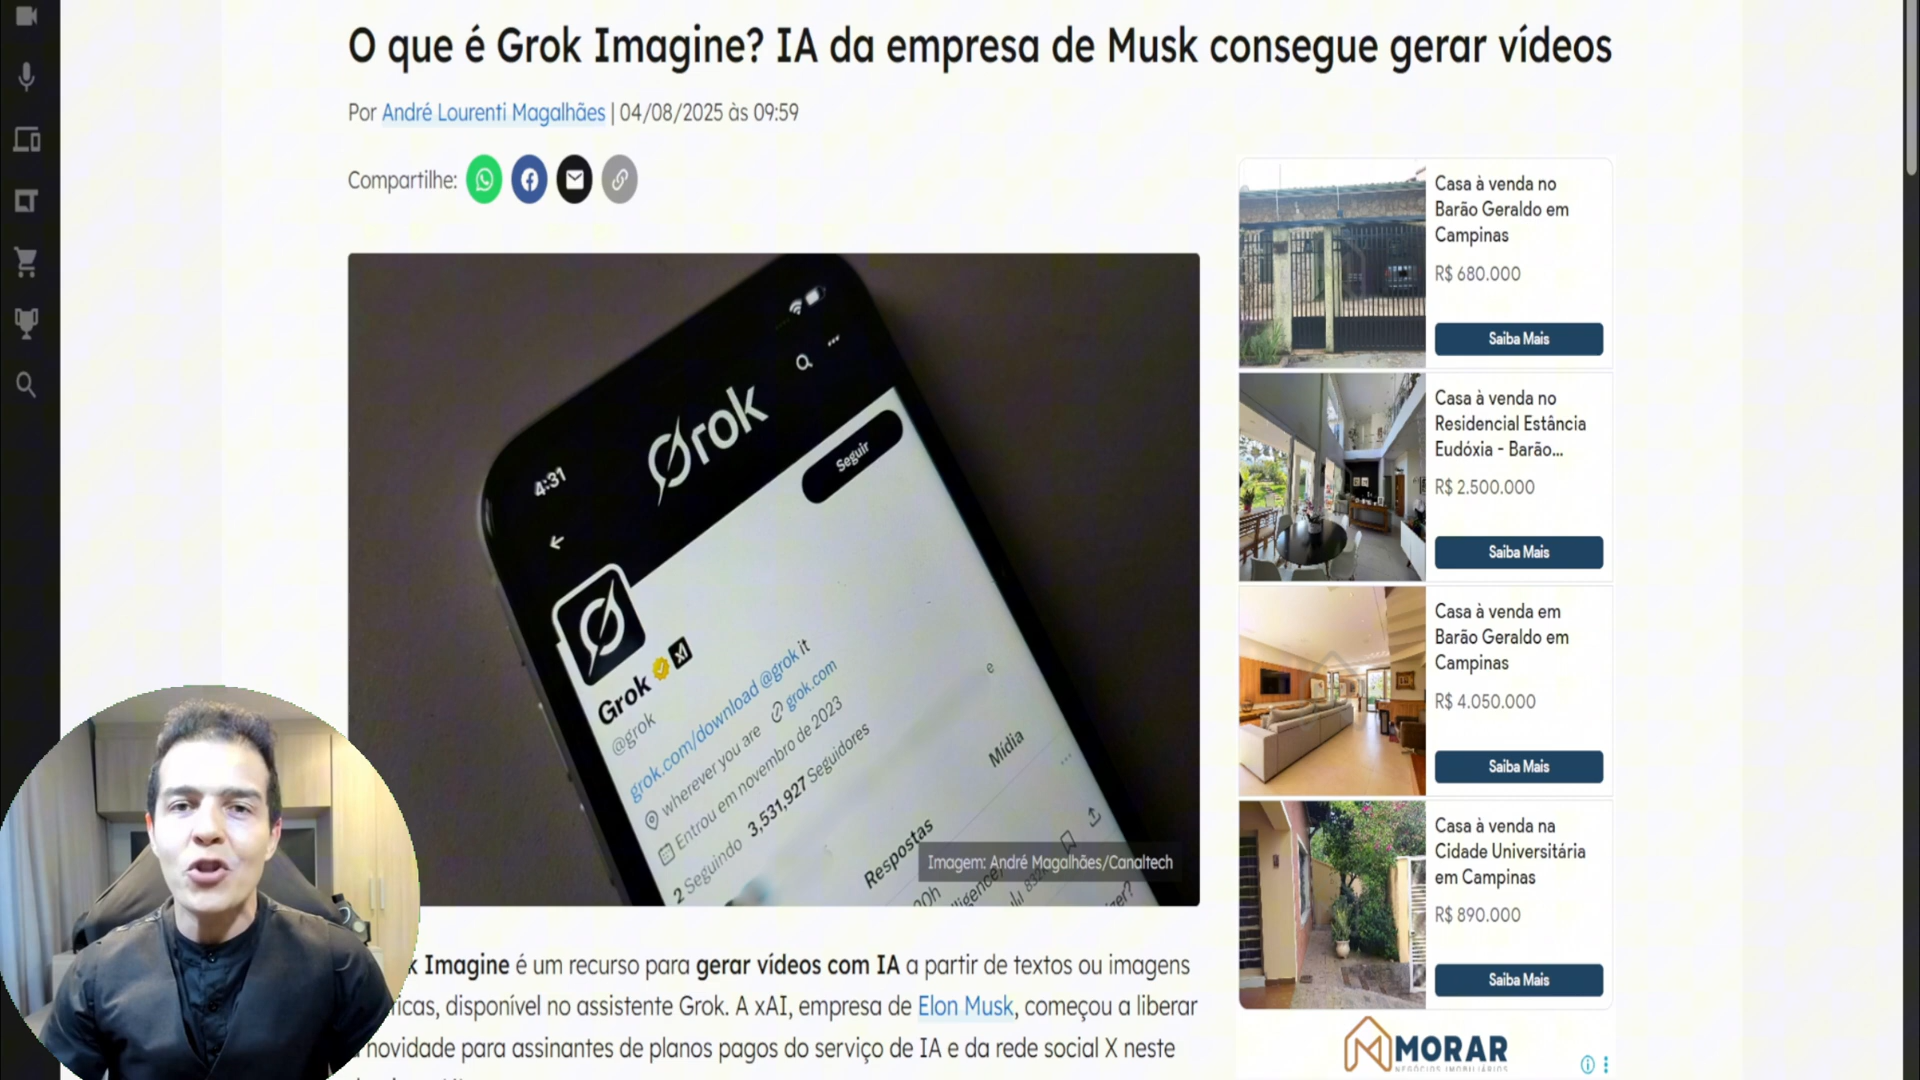 O que é Grok Imagine? IA da empresa de Musk consegue gerar vídeos
Por André Lourenti Magalhães | 04/08/2025 às 09:59
Compartilhe:
4:31
Grok
Seguir
Grok
@grok
grok.com/download @grok it
wherever you are grok.com
Entrou em novembro de 2023
2 Seguindo 3,531,927 Seguidores
Respostas
Mídia
Imagem: André Magalhães/Canaltech
Imagine é um recurso para gerar vídeos com IA a partir de textos ou imagens
disponível no assistente Grok. A xAI, empresa de Elon Musk, começou a liberar
novidade para assinantes de planos pagos do serviço de IA e da rede social X neste
Casa à venda no
Barão Geraldo em
Campinas
R$ 680.000
Saiba Mais
Casa à venda no
Residencial Estância
Eudóxia - Barão...
R$ 2.500.000
Saiba Mais
Casa à venda em
Barão Geraldo em
Campinas
R$ 4.050.000
Saiba Mais
Casa à venda na
Cidade Universitária
em Campinas
R$ 890.000
Saiba Mais
MORAR
NEGÓCIOS IMOBILIÁRIOS